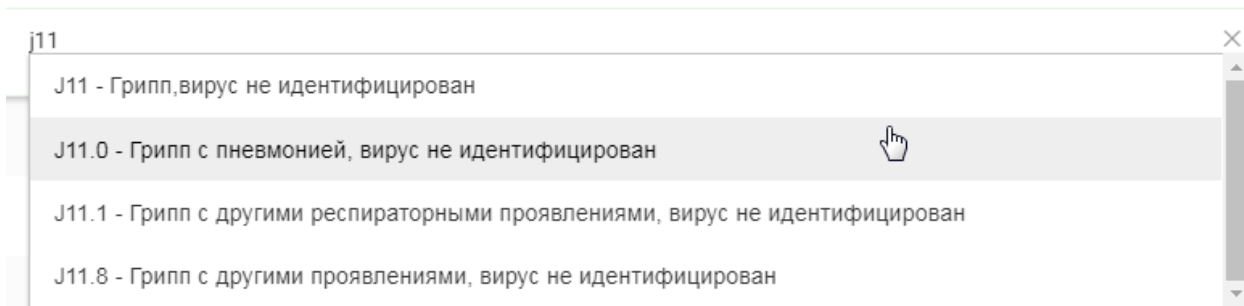 j11
J11 - Грипп,вирус не идентифицирован
J11.0 - Грипп с пневмонией, вирус не идентифицирован
J11.1 - Грипп с другими респираторными проявлениями, вирус не идентифицирован
J11.8 - Грипп с другими проявлениями, вирус не идентифицирован